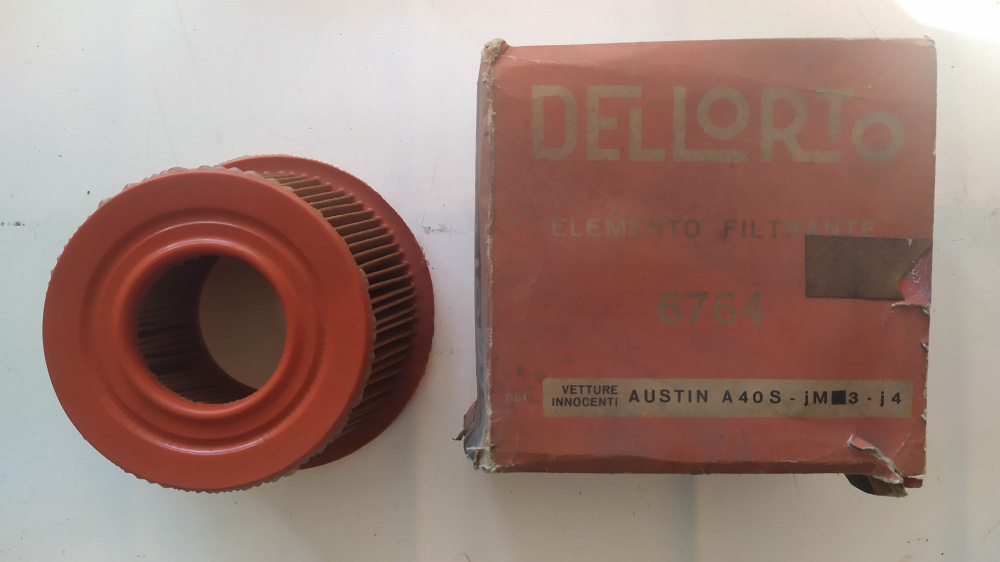 DELLORTO
ELEMENTO FILTRANTE
6764
VETTURE
INNOCENTI
AUSTIN A40S - jM■3 - j4